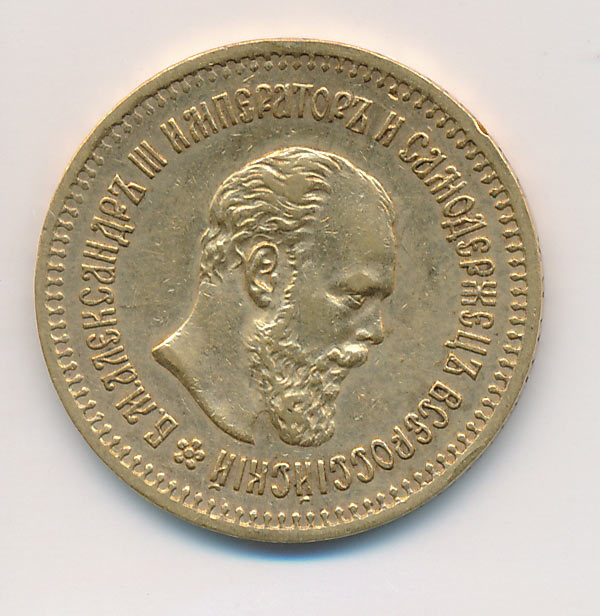 Б. М. АЛЕКСАНДРЪ III ИМПЕРАТОРЪ И САМОДЕРЖЕЦЪ ВСЕРОССІЙСКІЙ